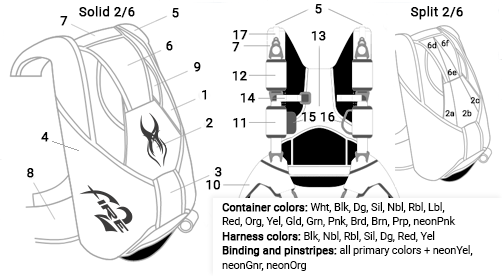 Solid 2/6
5
Split 2/6
7
5
17
7
13
6
6d
6f
9
12
6e
1
14
2c
4
2
11
15
16
2a
2b
3
8
10
Container colors: Wht, Blk, Dg, Sil, Nbl, Rbl, Lbl,
Red, Org, Yel, Gld, Grn, Pnk, Brd, Brn, Prp, neonPnk
Harness colors: Blk, Nbl, Rbl, Sil, Dg, Red, Yel
Binding and pinstripes: all primary colors + neonYel,
neonGnr, neonOrg